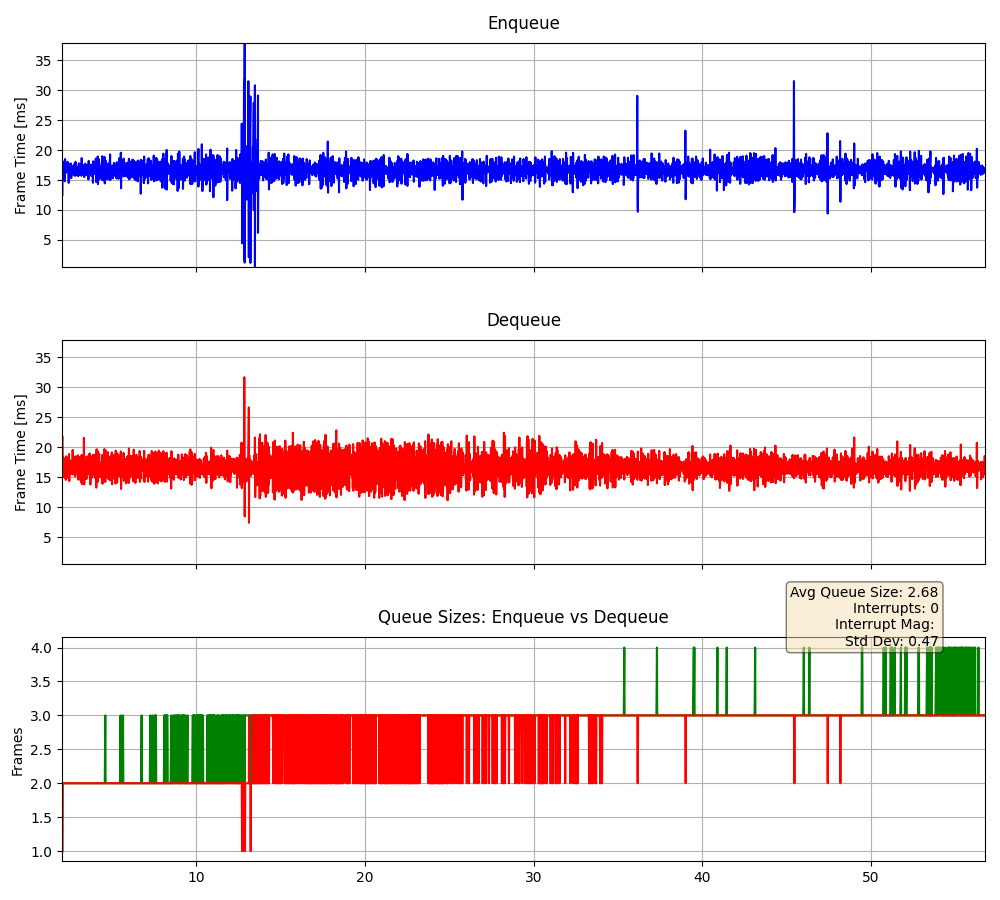 Enqueue
Frame Time [ms]
35
30
25
20
15
10
5
Dequeue
Frame Time [ms]
35
30
25
20
15
10
5
Avg Queue Size: 2.68
Interrupts: 0
Interrupt Mag:
Std Dev: 0.47
Queue Sizes: Enqueue vs Dequeue
Frames
4.0
3.5
3.0
2.5
2.0
1.5
1.0
10 20 30 40 50